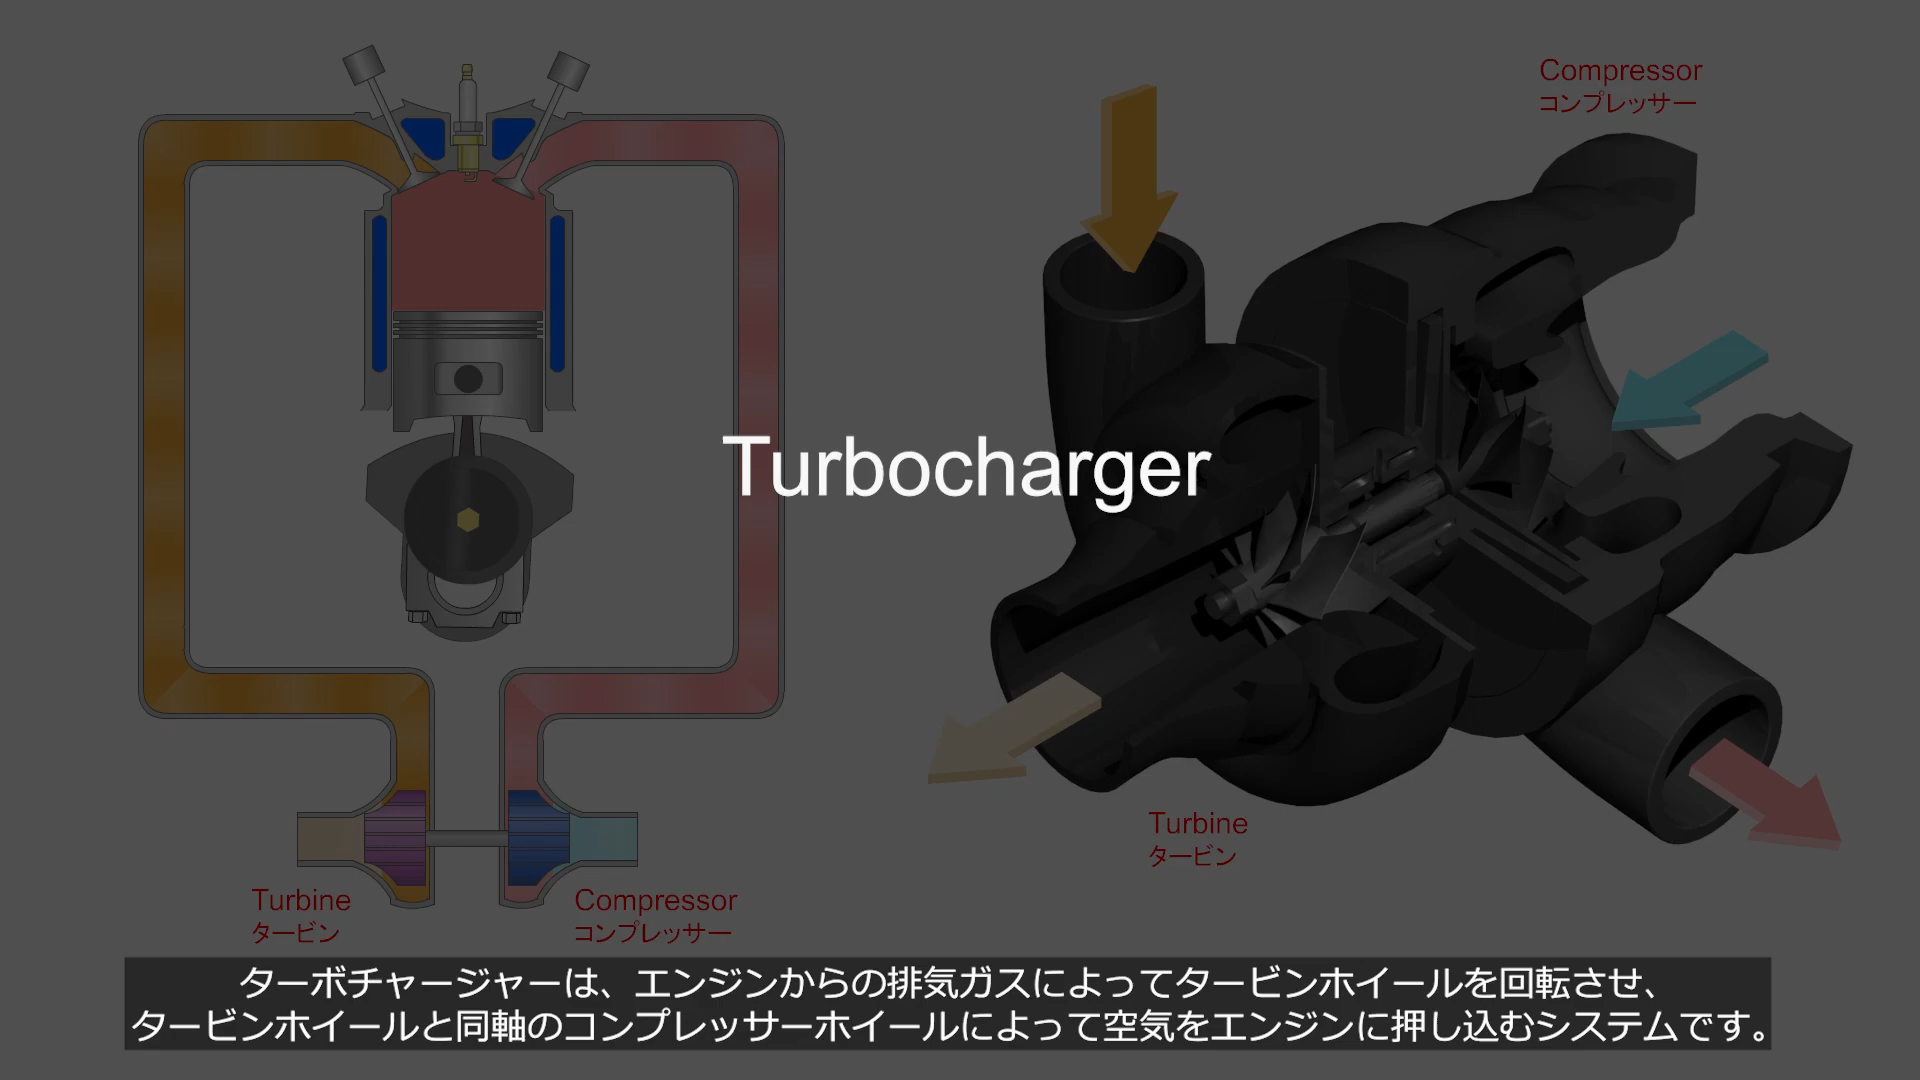 Compressor
コンプレッサー
Turbocharger
Turbine
タービン
Turbine
タービン
Compressor
コンプレッサー
ターボチャージャーは、エンジンからの排気ガスによってタービンホイールを回転させ、
タービンホイールと同軸のコンプレッサーホイールによって空気をエンジンに押し込むシステムです。